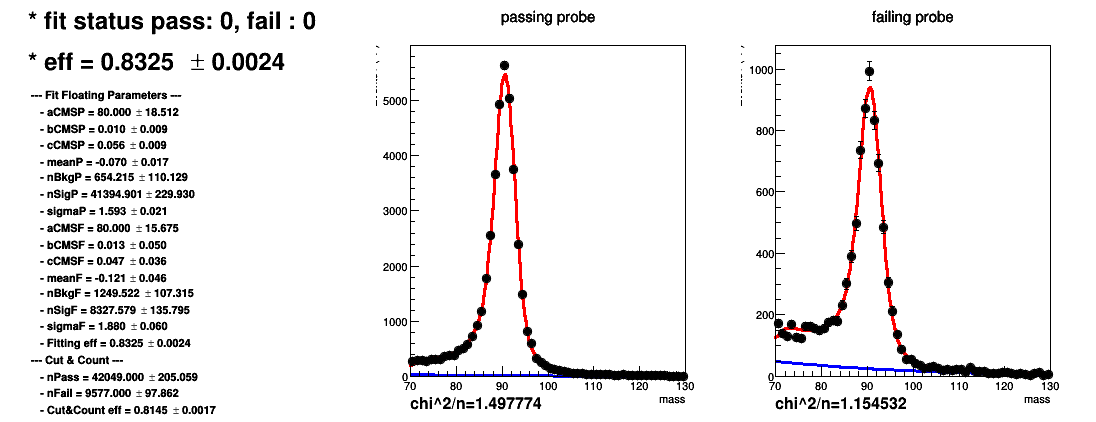 * fit status pass: 0, fail : 0
* eff = 0.8325 ± 0.0024
--- Fit Floating Parameters ---
- aCMSP = 80.000 ± 18.512
- bCMSP = 0.010 ± 0.009
- cCMSP = 0.056 ± 0.009
- meanP = -0.070 ± 0.017
- nBkgP = 654.215 ± 110.129
- nSigP = 41394.901 ± 229.930
- sigmaP = 1.593 ± 0.021
- aCMSF = 80.000 ± 15.675
- bCMSF = 0.013 ± 0.050
- cCMSF = 0.047 ± 0.036
- meanF = -0.121 ± 0.046
- nBkgF = 1249.522 ± 107.315
- nSigF = 8327.579 ± 135.795
- sigmaF = 1.880 ± 0.060
- Fitting eff = 0.8325 ± 0.0024
--- Cut & Count ---
- nPass = 42049.000 ± 205.059
- nFail = 9577.000 ± 97.862
- Cut&Count eff = 0.8145 ± 0.0017
passing probe
5000
4000
3000
2000
1000
0
70 80 90 100 110 120 130
mass
chi^2/n=1.497774
failing probe
1000
800
600
400
200
0
70 80 90 100 110 120 130
mass
chi^2/n=1.154532